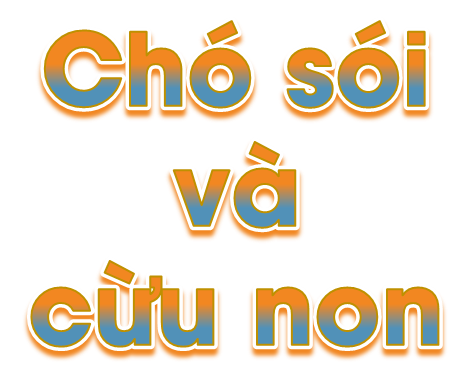 Chó sói
và
cừu non